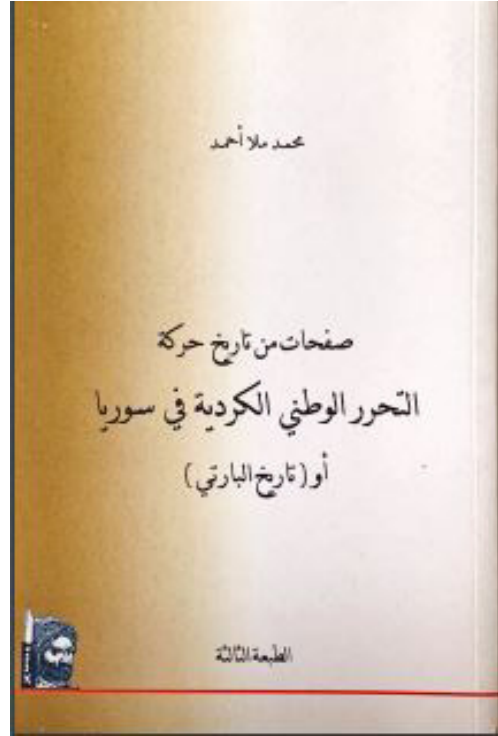 محمد ملا أحمد
صفحات من تاريخ حركة
التحرر الوطني الكردية في سوريا
أو (تاريخ البارتي)
الطبعة الثالثة